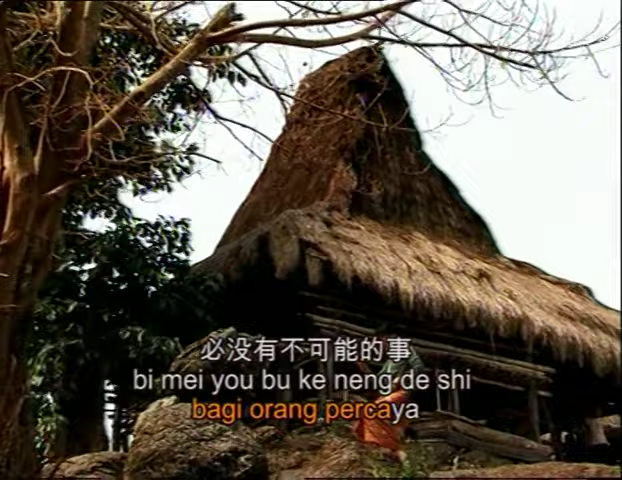 必没有不可能的事
bi mei you bu ke neng de shi
bagi orang percaya